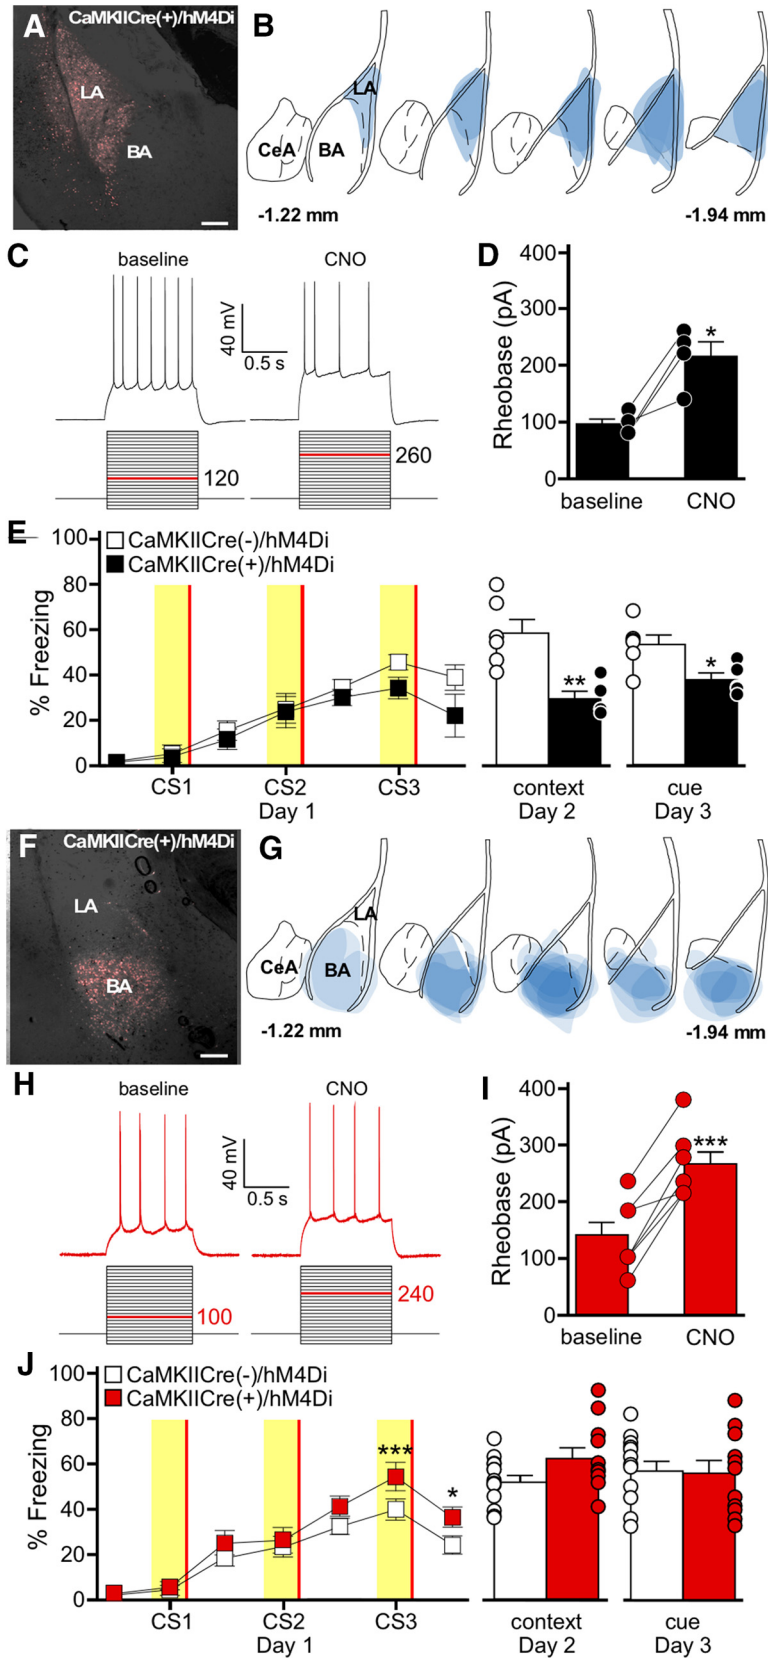 A
CaMKIICre(+)/hM4Di
LA
BA
B
LA
CeA
BA
-1.22 mm
-1.94 mm
C
baseline
CNO
40 mV
0.5 s
120
260
D
Rheobase (pA)
400
300
200
100
0
*
baseline
CNO
E
CaMKIICre(-)/hM4Di
CaMKIICre(+)/hM4Di
% Freezing
100
80
60
40
20
0
CS1
CS2
CS3
Day 1
**
context
Day 2
*
cue
Day 3
F
CaMKIICre(+)/hM4Di
LA
BA
G
LA
CeA
BA
-1.22 mm
-1.94 mm
H
baseline
CNO
40 mV
0.5 s
100
240
I
Rheobase (pA)
400
300
200
100
0
***
baseline
CNO
J
CaMKIICre(-)/hM4Di
CaMKIICre(+)/hM4Di
% Freezing
100
80
60
40
20
0
***
*
CS1
CS2
CS3
Day 1
context
Day 2
cue
Day 3